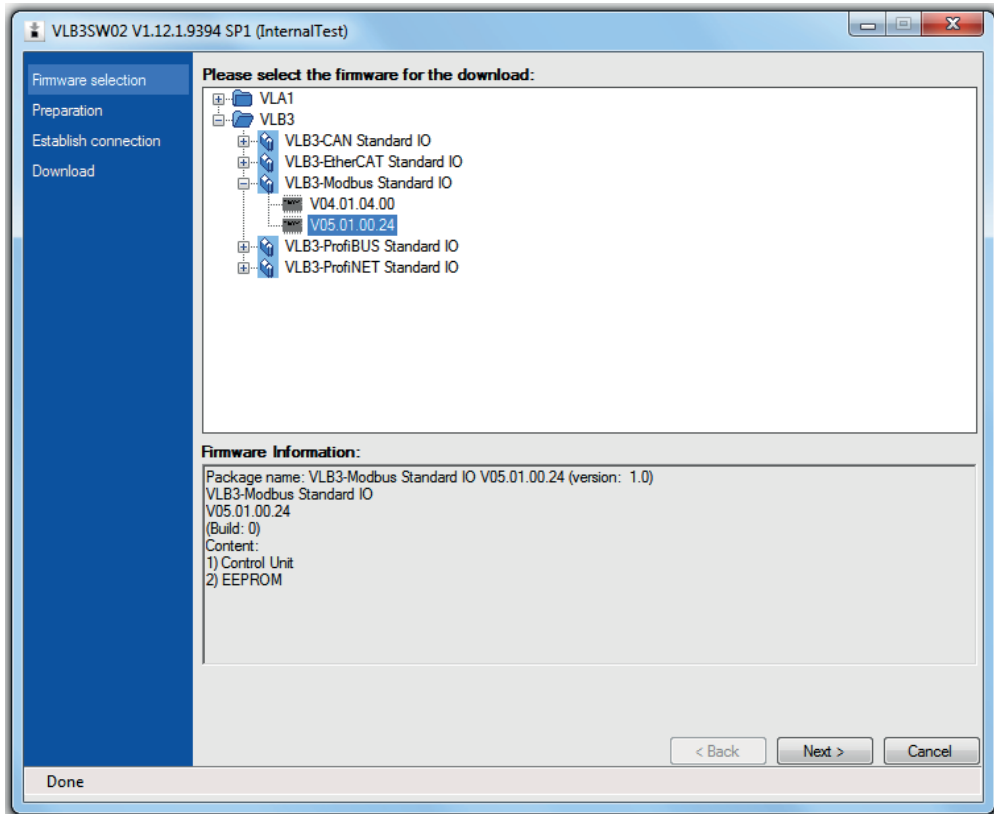 VLB3SW02 V1.12.1.9394 SP1 (InternalTest)
Firmware selection
Preparation
Establish connection
Download
Please select the firmware for the download:
VLA1
VLB3
VLB3-CAN Standard IO
VLB3-EtherCAT Standard IO
VLB3-Modbus Standard IO
V04.01.04.00
V05.01.00.24
VLB3-ProfiBUS Standard IO
VLB3-ProfiNET Standard IO
Firmware Information:
Package name: VLB3-Modbus Standard IO V05.01.00.24 (version:  1.0)
VLB3-Modbus Standard IO
V05.01.00.24
(Build: 0)
Content:
1) Control Unit
2) EEPROM
< Back
Next >
Cancel
Done